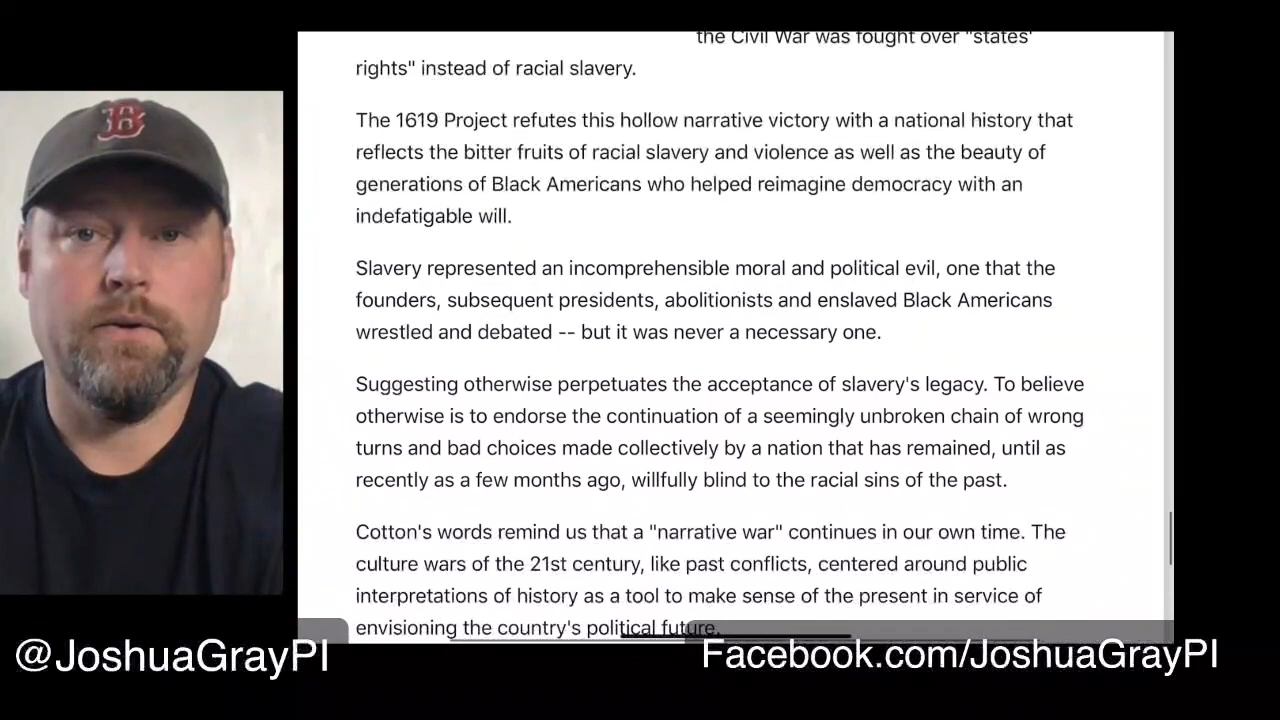 B
the Civil War was fought over "states'
rights" instead of racial slavery.
The 1619 Project refutes this hollow narrative victory with a national history that
reflects the bitter fruits of racial slavery and violence as well as the beauty of
generations of Black Americans who helped reimagine democracy with an
indefatigable will.
Slavery represented an incomprehensible moral and political evil, one that the
founders, subsequent presidents, abolitionists and enslaved Black Americans
wrestled and debated -- but it was never a necessary one.
Suggesting otherwise perpetuates the acceptance of slavery's legacy. To believe
otherwise is to endorse the continuation of a seemingly unbroken chain of wrong
turns and bad choices made collectively by a nation that has remained, until as
recently as a few months ago, willfully blind to the racial sins of the past.
Cotton's words remind us that a "narrative war" continues in our own time. The
culture wars of the 21st century, like past conflicts, centered around public
interpretations of history as a tool to make sense of the present in service of
envisioning the country's political future.
@JoshuaGrayPI
Facebook.com/JoshuaGrayPI